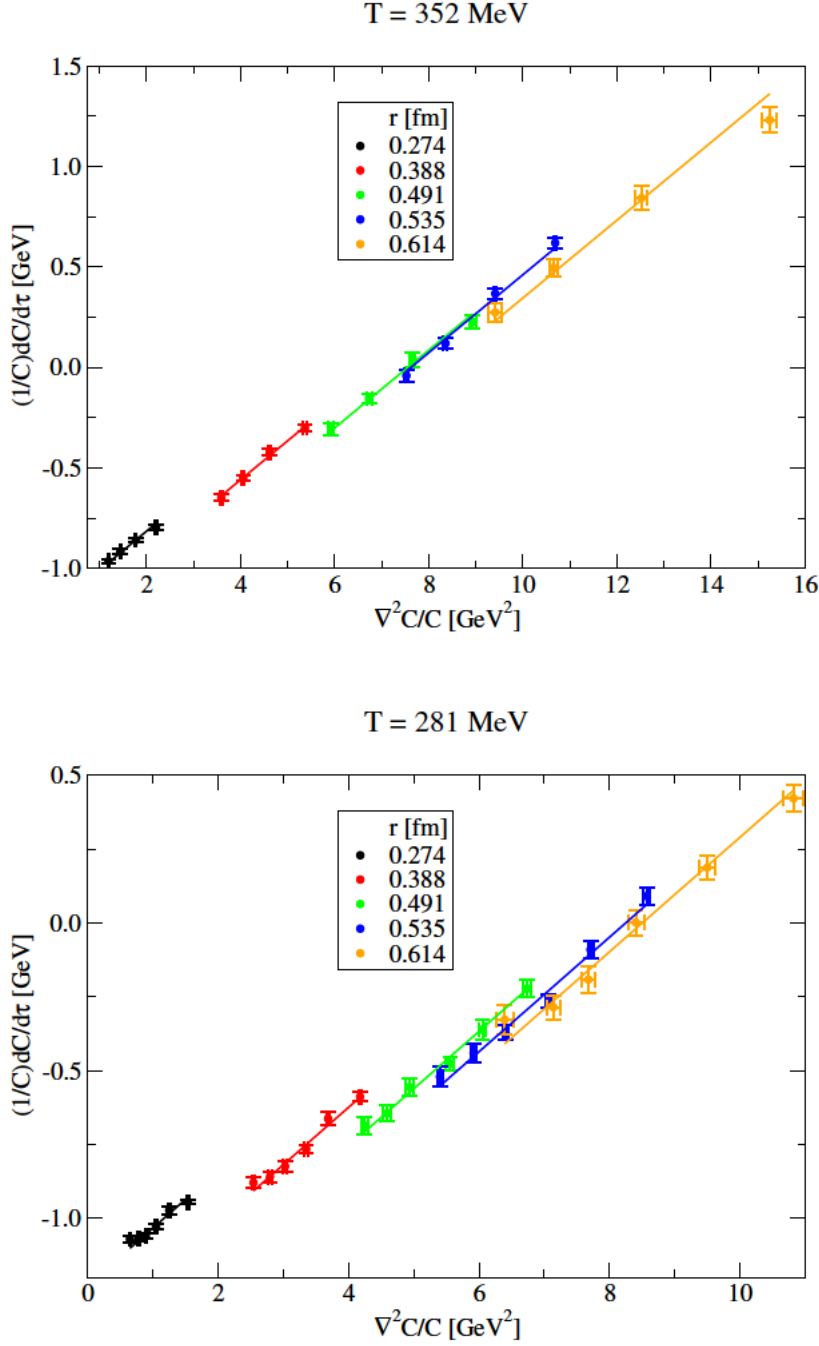 T = 352 MeV
1.5
1.0
0.5
0.0
-0.5
-1.0
(1/C)dC/dτ [GeV]
r [fm]
0.274
0.388
0.491
0.535
0.614
2 4 6 8 10 12 14 16
∇²C/C [GeV²]
T = 281 MeV
0.5
0.0
-0.5
-1.0
(1/C)dC/dτ [GeV]
r [fm]
0.274
0.388
0.491
0.535
0.614
0 2 4 6 8 10
∇²C/C [GeV²]